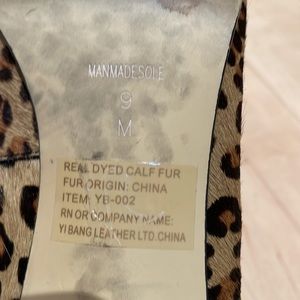 MANMADESOLE
9
M
REAL DYED CALF FUR
FUR ORIGIN: CHINA
ITEM: YB-002
RN OR COMPANY NAME:
YI BANG LEATHER LTD. CHINA